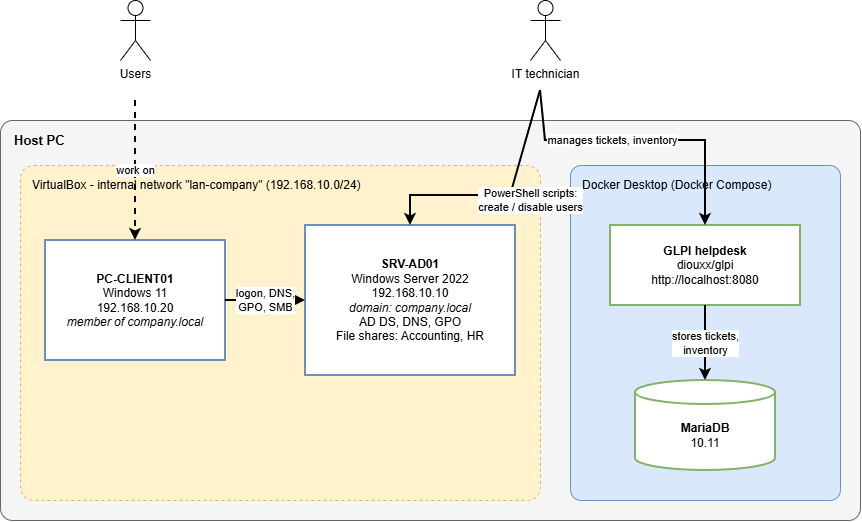 Users
IT technician
Host PC
manages tickets, inventory
work on
VirtualBox - internal network "lan-company" (192.168.10.0/24)
Docker Desktop (Docker Compose)
PowerShell scripts:
create / disable users
PC-CLIENT01
Windows 11
192.168.10.20
member of company.local
logon, DNS,
GPO, SMB
SRV-AD01
Windows Server 2022
192.168.10.10
domain: company.local
AD DS, DNS, GPO
File shares: Accounting, HR
GLPI helpdesk
diouxx/glpi
http://localhost:8080
stores tickets,
inventory
MariaDB
10.11